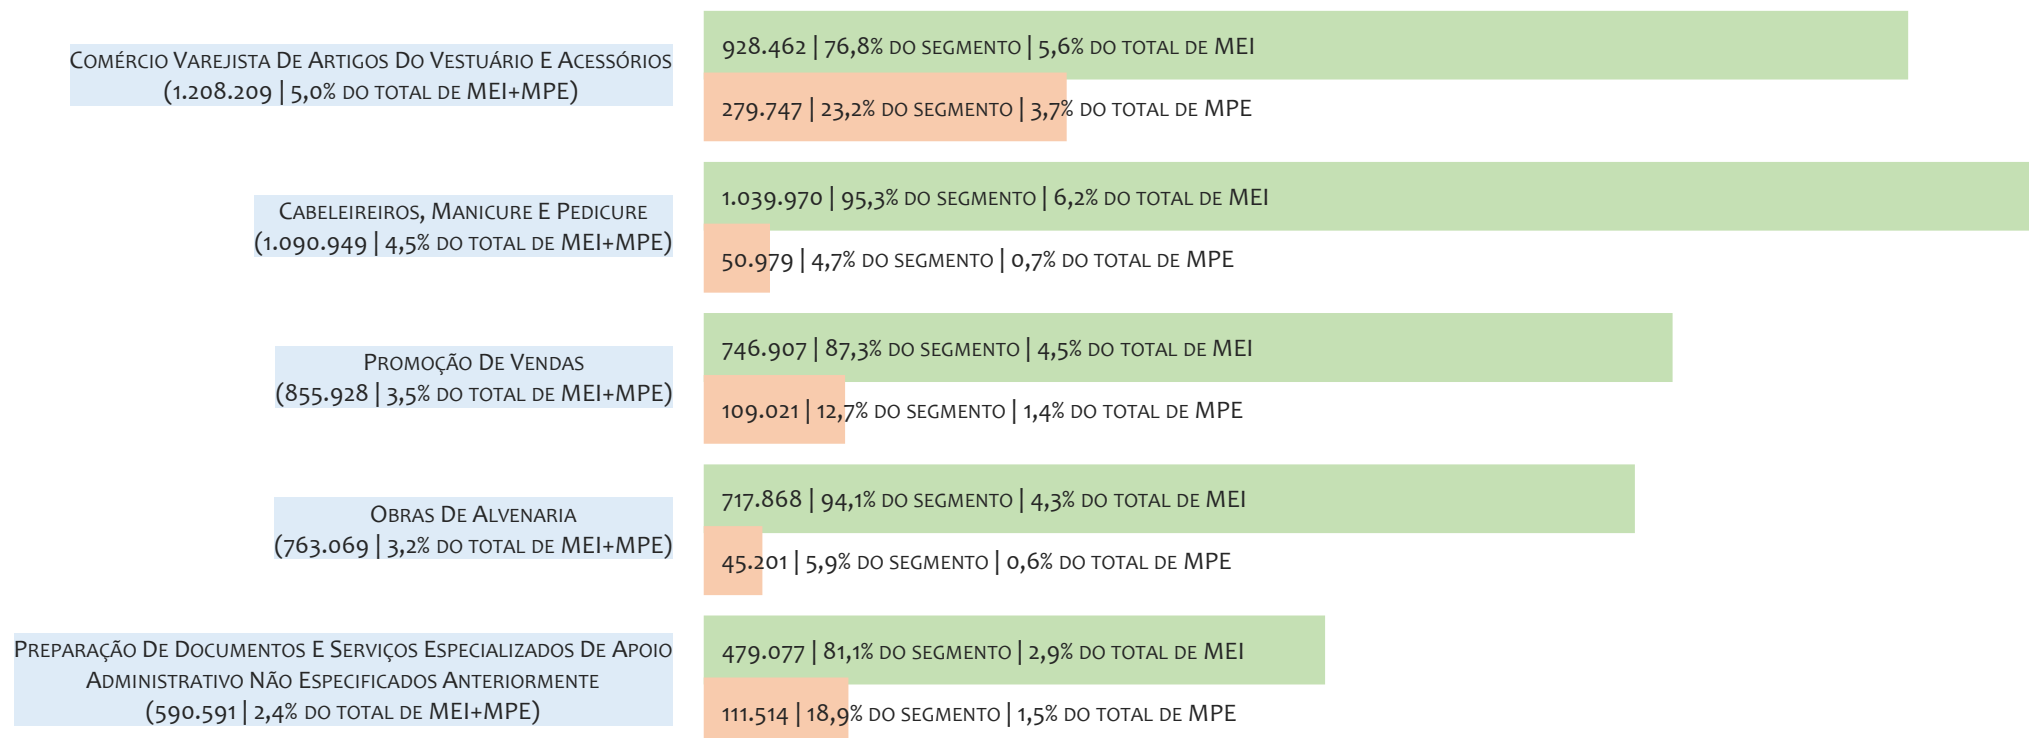 Comércio Varejista De Artigos Do Vestuário E Acessórios
(1.208.209 | 5,0% do total de MEI+MPE)
928.462 | 76,8% do segmento | 5,6% do total de MEI
279.747 | 23,2% do segmento | 3,7% do total de MPE
Cabeleireiros, Manicure E Pedicure
(1.090.949 | 4,5% do total de MEI+MPE)
1.039.970 | 95,3% do segmento | 6,2% do total de MEI
50.979 | 4,7% do segmento | 0,7% do total de MPE
Promoção De Vendas
(855.928 | 3,5% do total de MEI+MPE)
746.907 | 87,3% do segmento | 4,5% do total de MEI
109.021 | 12,7% do segmento | 1,4% do total de MPE
Obras De Alvenaria
(763.069 | 3,2% do total de MEI+MPE)
717.868 | 94,1% do segmento | 4,3% do total de MEI
45.201 | 5,9% do segmento | 0,6% do total de MPE
Preparação De Documentos E Serviços Especializados De Apoio
Administrativo Não Especificados Anteriormente
(590.591 | 2,4% do total de MEI+MPE)
479.077 | 81,1% do segmento | 2,9% do total de MEI
111.514 | 18,9% do segmento | 1,5% do total de MPE